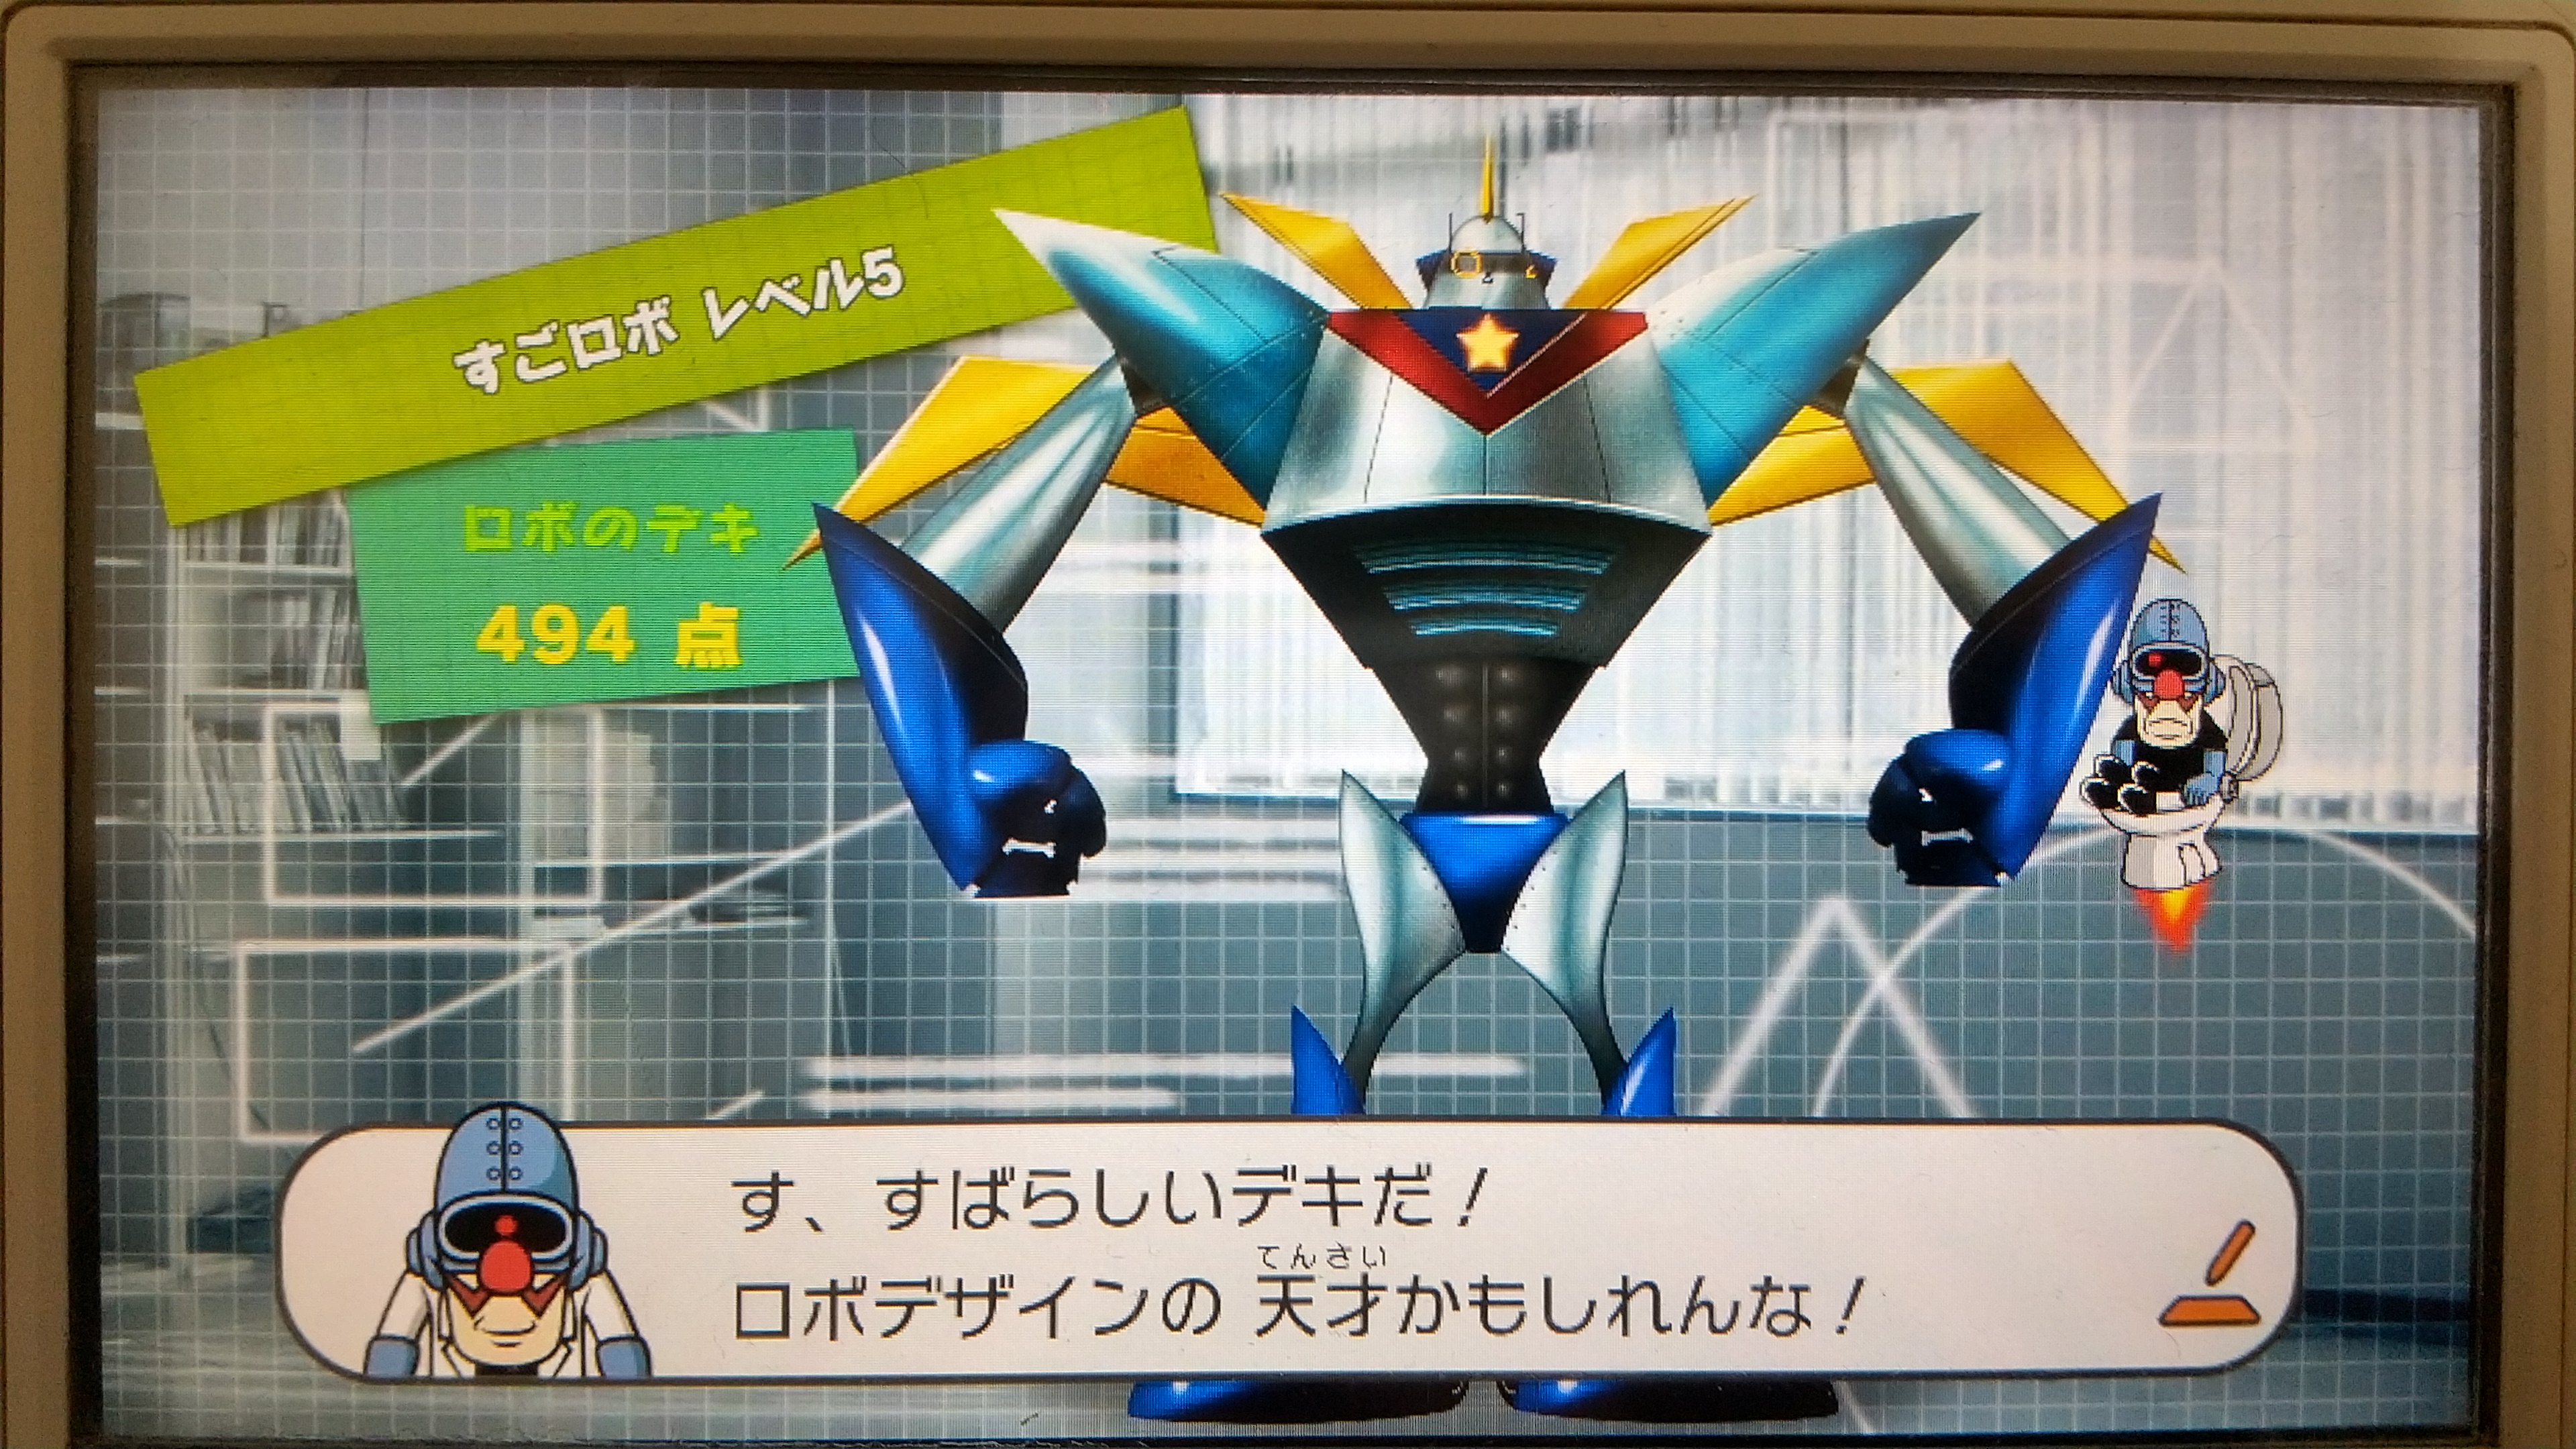 すごロボ レベル5
ロボのデキ
494 点
す、すばらしいデキだ！
てんさい
ロボデザインの 天才かもしれんな！